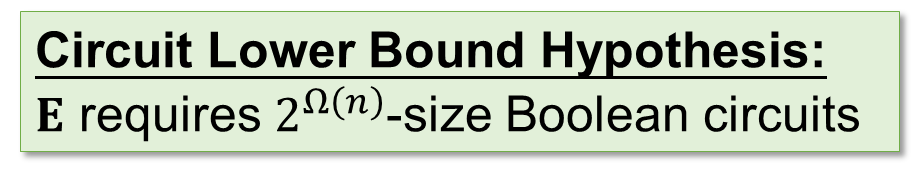 Circuit Lower Bound Hypothesis:
𝐄 requires 2^{Ω(𝑛)}-size Boolean circuits